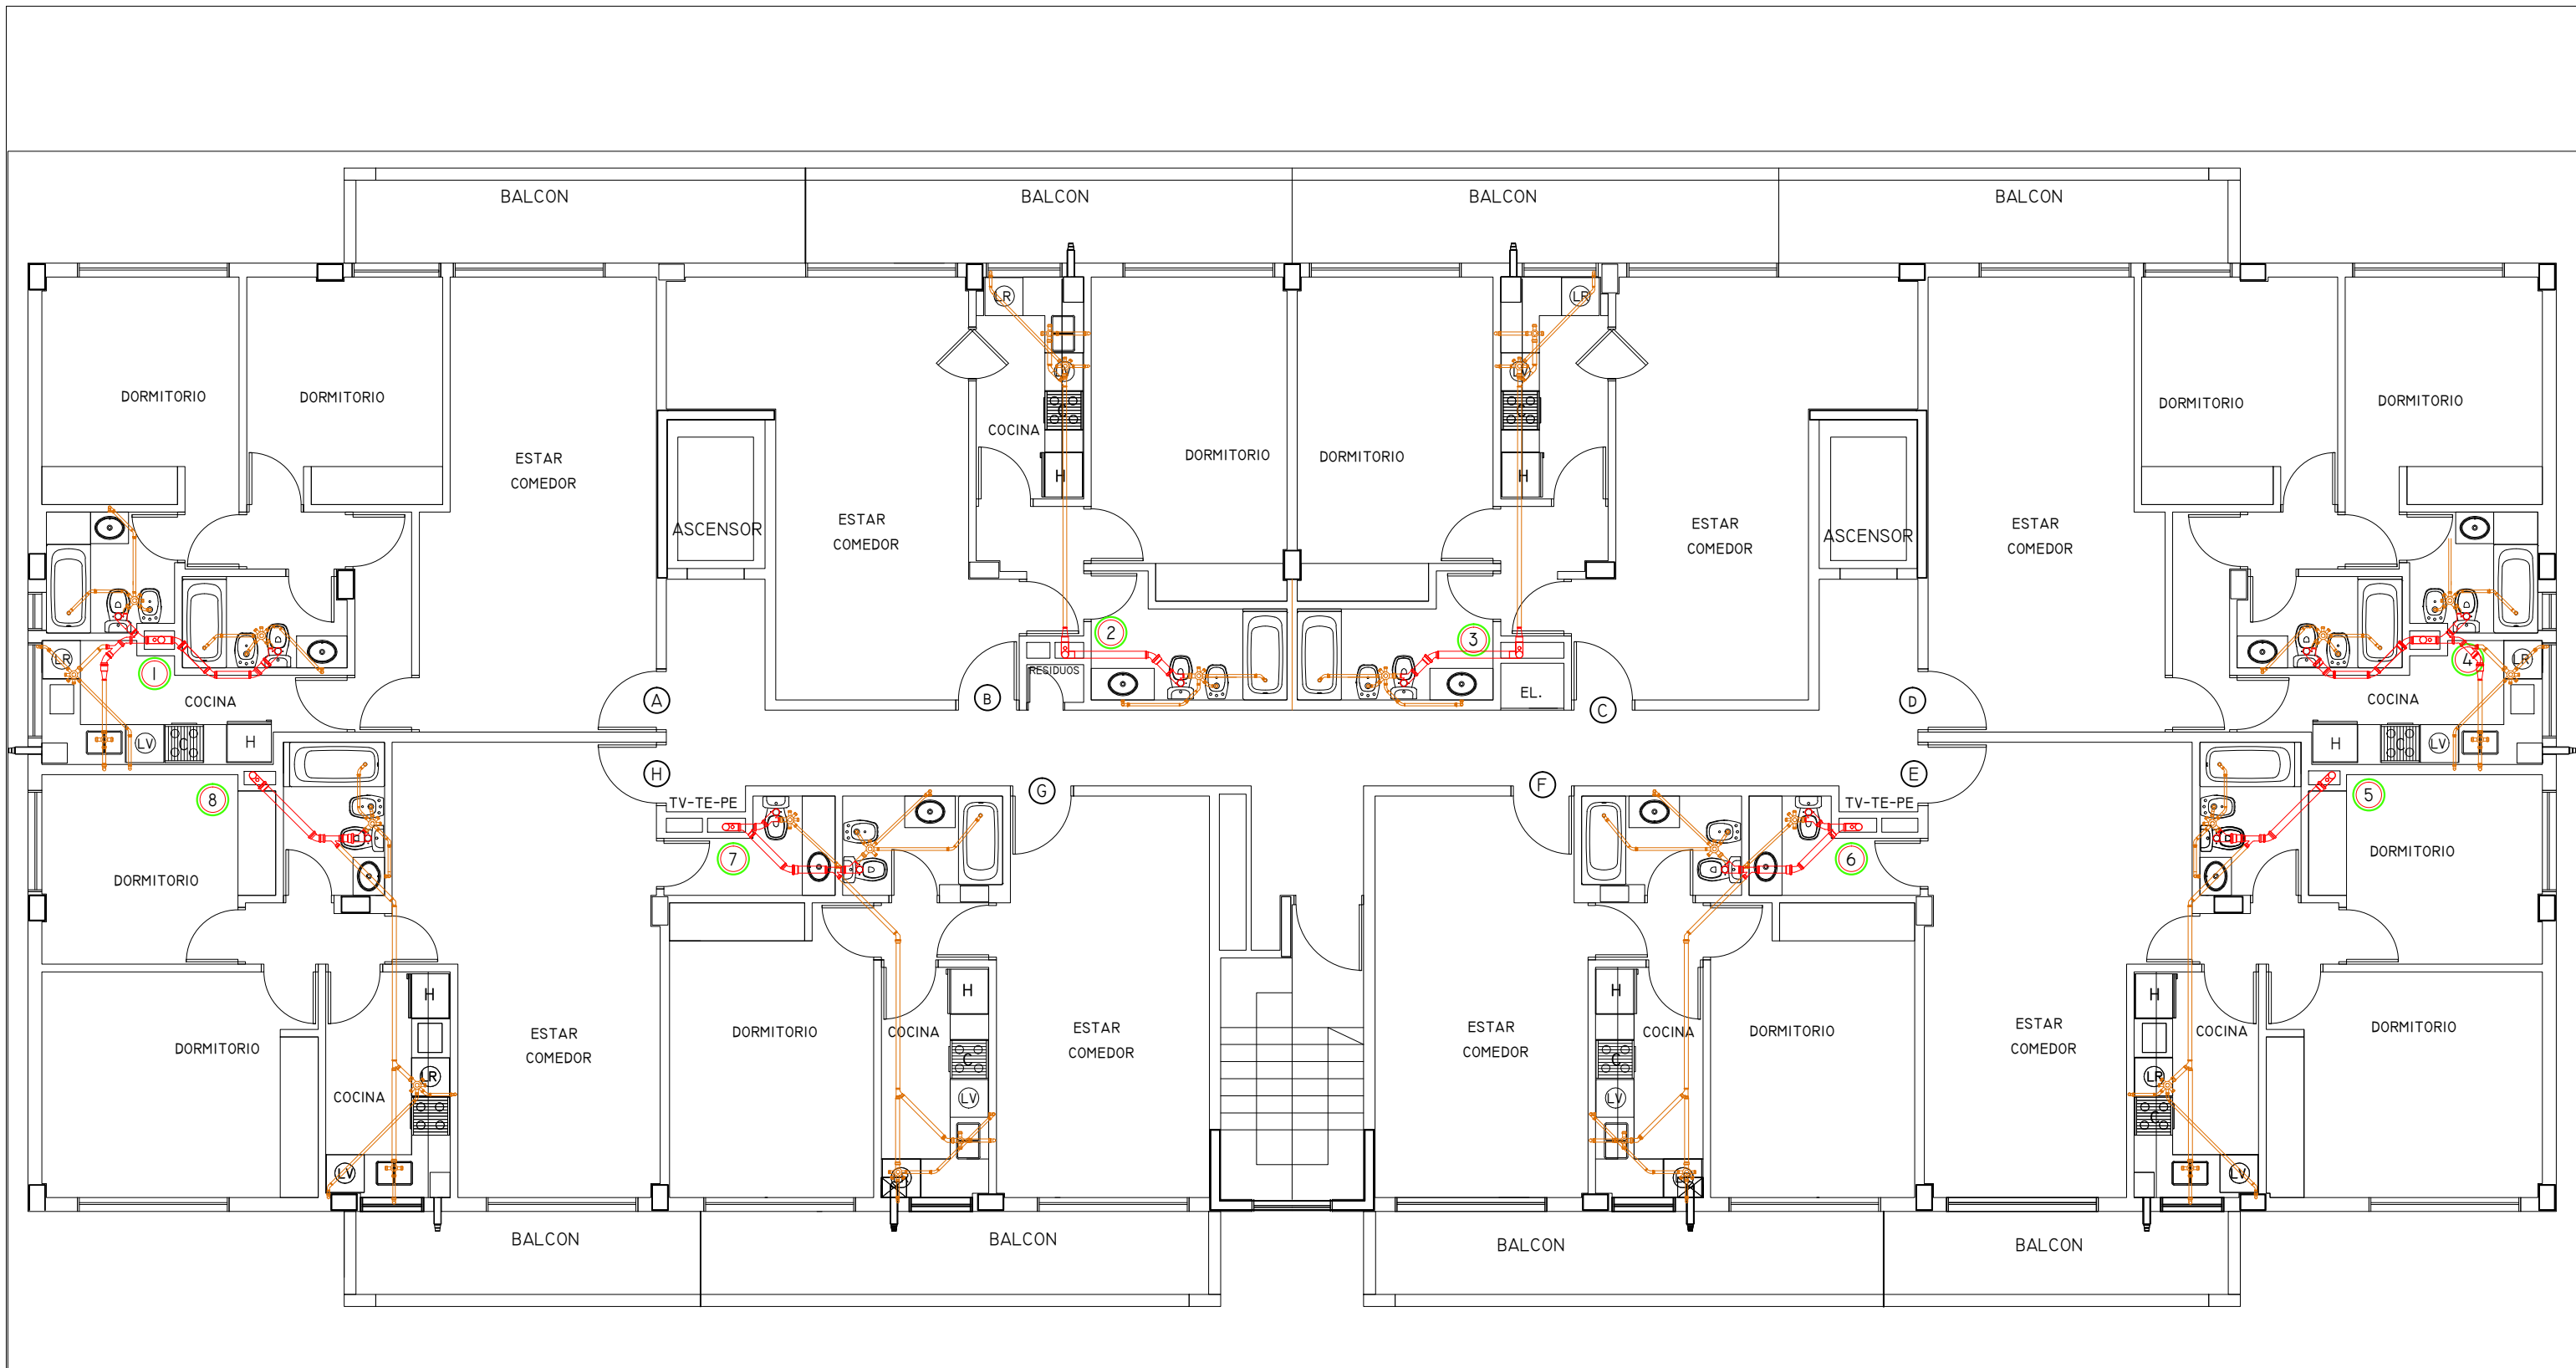 BALCON
BALCON
BALCON
BALCON
LR
LR
LV
LV
DORMITORIO
DORMITORIO
C
C
DORMITORIO
DORMITORIO
COCINA
ESTAR
COMEDOR
DORMITORIO
DORMITORIO
H
H
ASCENSOR
ESTAR
COMEDOR
ESTAR
COMEDOR
ASCENSOR
ESTAR
COMEDOR
2
3
LR
1
4
LR
RESIDUOS
EL.
COCINA
A
B
C
D
COCINA
LV
C
H
H
C
LV
8
H
G
F
E
5
TV-TE-PE
TV-TE-PE
7
6
DORMITORIO
DORMITORIO
H
H
H
H
DORMITORIO
ESTAR
COMEDOR
DORMITORIO
COCINA
ESTAR
COMEDOR
ESTAR
COMEDOR
COCINA
DORMITORIO
ESTAR
COMEDOR
COCINA
DORMITORIO
C
C
LR
LR
COCINA
LV
LV
C
LV
LV
BALCON
BALCON
BALCON
BALCON